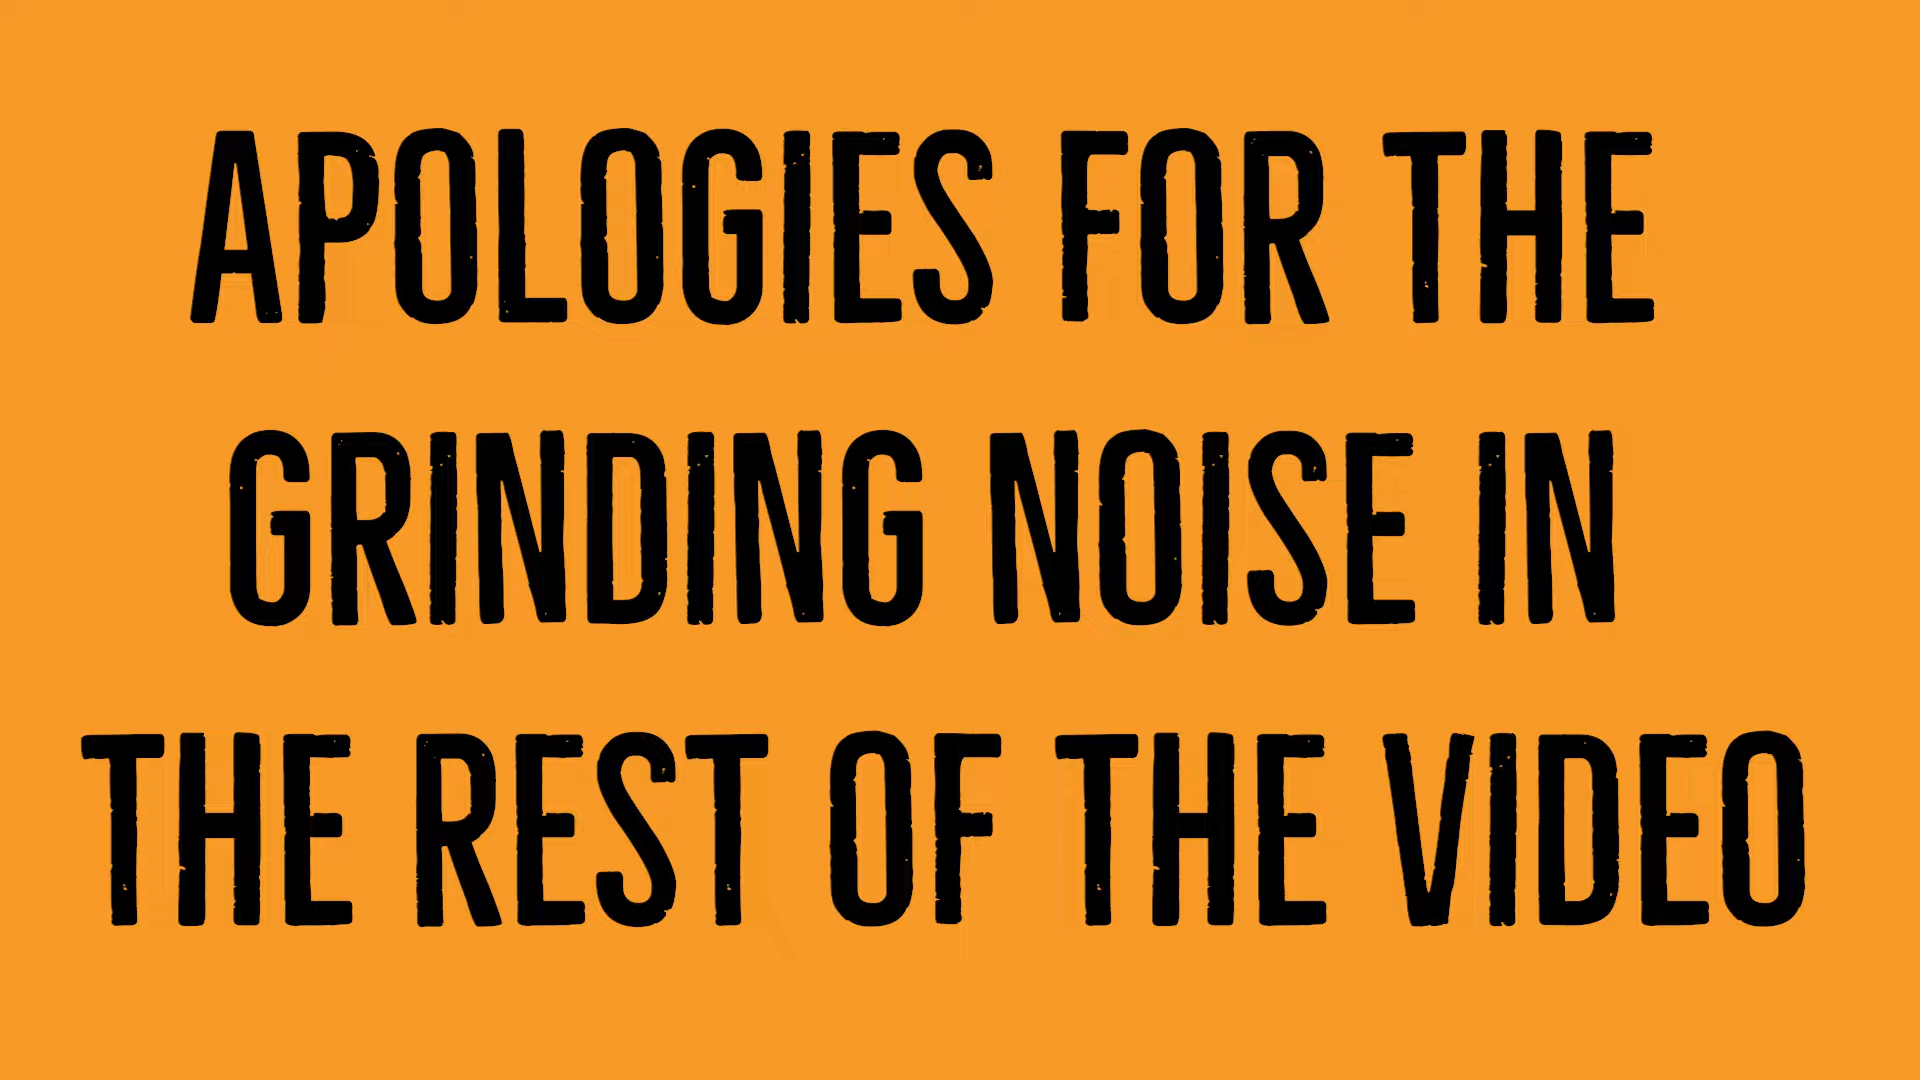 APOLOGIES FOR THE
GRINDING NOISE IN
THE REST OF THE VIDEO